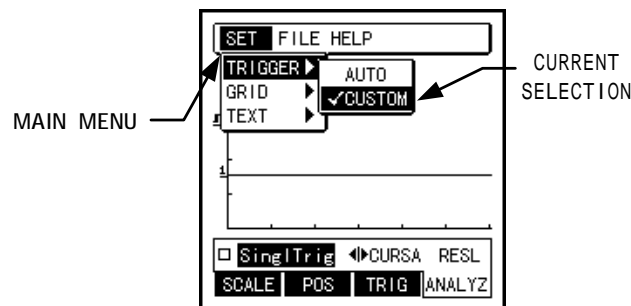 SET FILE HELP
TRIGGER
AUTO
GRID
✓CUSTOM
TEXT
1
SinglTrig CURSA RESL
SCALE POS TRIG ANALYZ
MAIN MENU
CURRENT
SELECTION